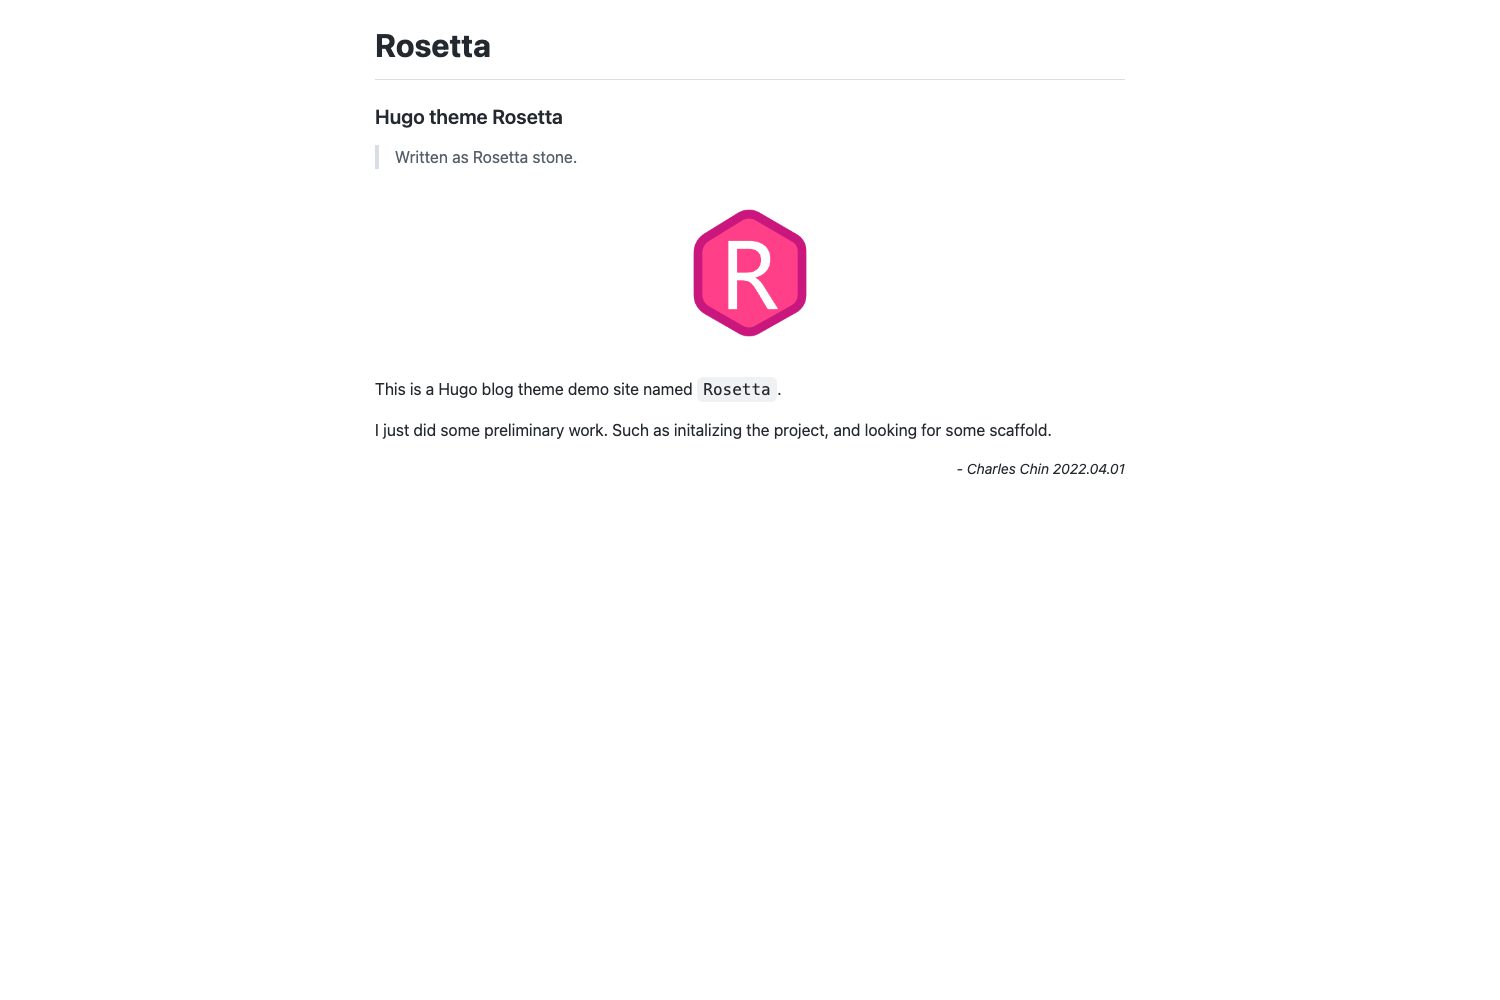 Rosetta
Hugo theme Rosetta
Written as Rosetta stone.
R
This is a Hugo blog theme demo site named Rosetta.
I just did some preliminary work. Such as initalizing the project, and looking for some scaffold.
- Charles Chin 2022.04.01